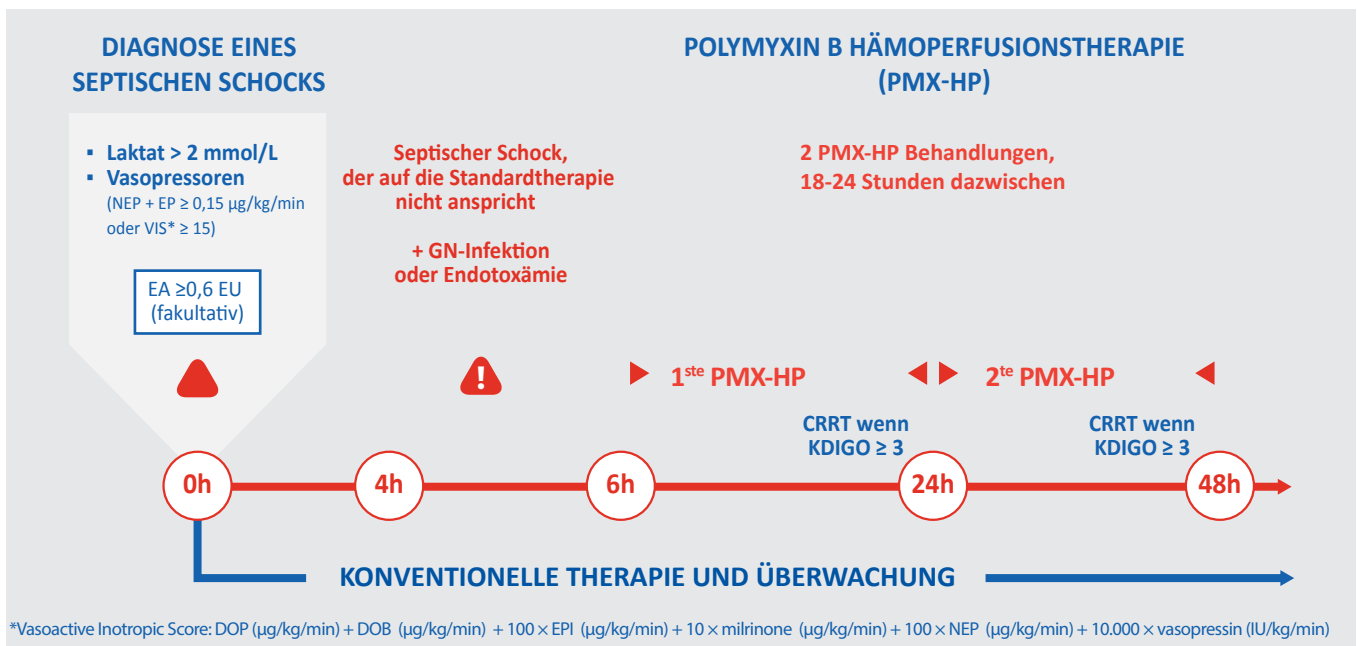 DIAGNOSE EINES
SEPTISCHEN SCHOCKS
POLYMYXIN B HÄMOPERFUSIONSTHERAPIE
(PMX-HP)
▪ Laktat > 2 mmol/L
▪ Vasopressoren
(NEP + EP ≥ 0,15 µg/kg/min
oder VIS* ≥ 15)
EA ≥0,6 EU
(fakultativ)
Septischer Schock,
der auf die Standardtherapie
nicht anspricht
+ GN-Infektion
oder Endotoxämie
2 PMX-HP Behandlungen,
18-24 Stunden dazwischen
!
1ste PMX-HP
2te PMX-HP
CRRT wenn
KDIGO ≥ 3
CRRT wenn
KDIGO ≥ 3
0h
4h
6h
24h
48h
KONVENTIONELLE THERAPIE UND ÜBERWACHUNG
*Vasoactive Inotropic Score: DOP (µg/kg/min) + DOB (µg/kg/min) + 100 × EPI (µg/kg/min) + 10 × milrinone (µg/kg/min) + 100 × NEP (µg/kg/min) + 10.000 × vasopressin (IU/kg/min)